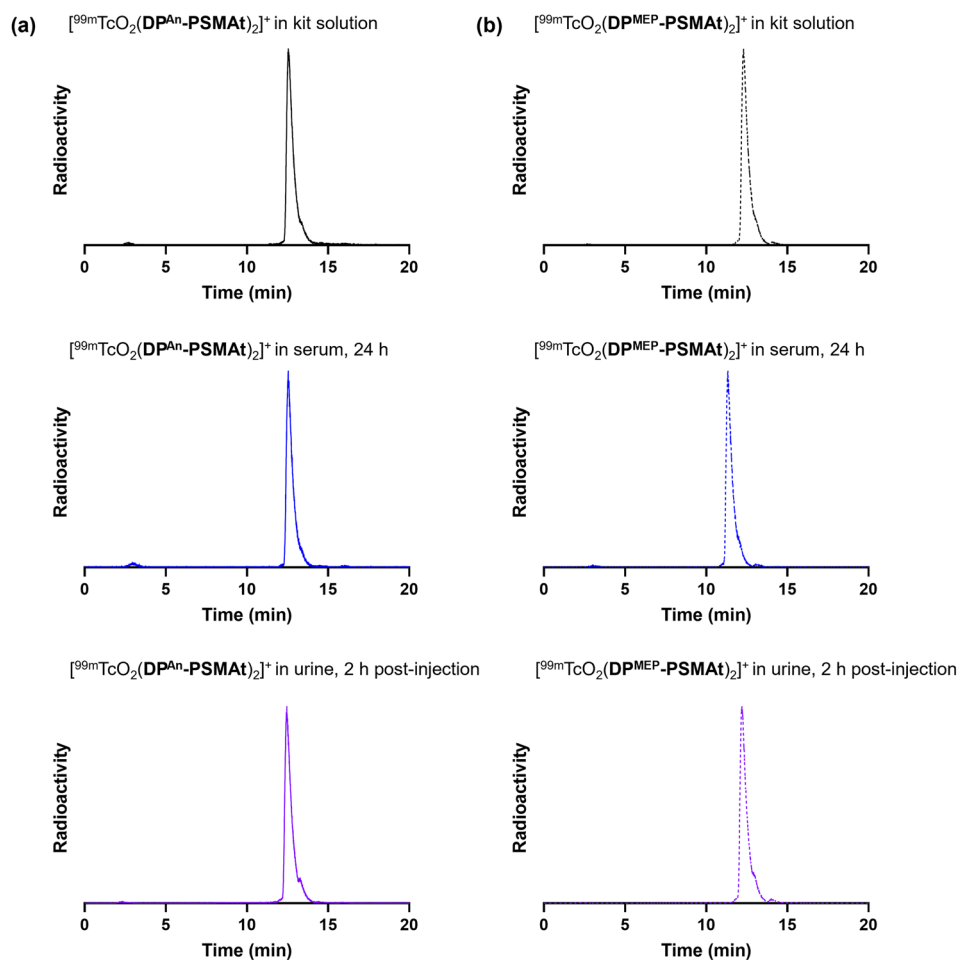 (a) [⁹⁹ᵐTcO₂(DPᴬⁿ-PSMAt)₂]⁺ in kit solution
Radioactivity
0 5 10 15 20
Time (min)
(b) [⁹⁹ᵐTcO₂(DPᴹᴱᴾ-PSMAt)₂]⁺ in kit solution
Radioactivity
0 5 10 15 20
Time (min)
[⁹⁹ᵐTcO₂(DPᴬⁿ-PSMAt)₂]⁺ in serum, 24 h
Radioactivity
0 5 10 15 20
Time (min)
[⁹⁹ᵐTcO₂(DPᴹᴱᴾ-PSMAt)₂]⁺ in serum, 24 h
Radioactivity
0 5 10 15 20
Time (min)
[⁹⁹ᵐTcO₂(DPᴬⁿ-PSMAt)₂]⁺ in urine, 2 h post-injection
Radioactivity
0 5 10 15 20
Time (min)
[⁹⁹ᵐTcO₂(DPᴹᴱᴾ-PSMAt)₂]⁺ in urine, 2 h post-injection
Radioactivity
0 5 10 15 20
Time (min)